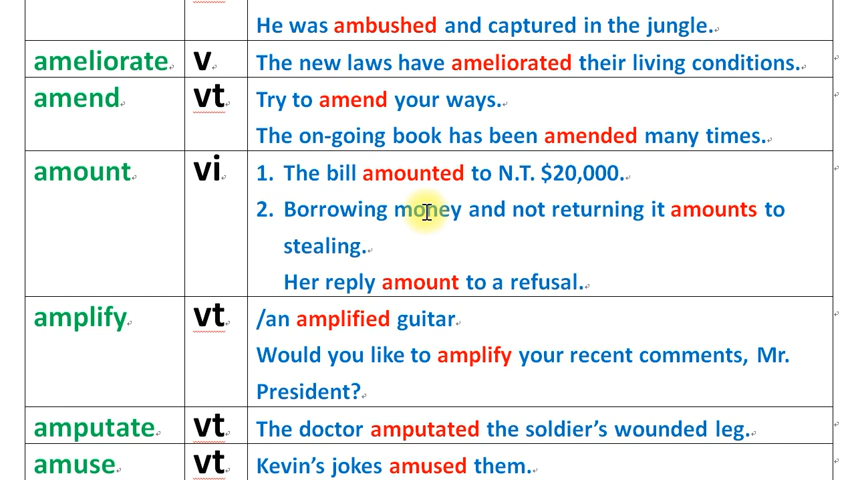 He was ambushed and captured in the jungle.
ameliorate v The new laws have ameliorated their living conditions.
amend vt Try to amend your ways.
The on-going book has been amended many times.
amount vi 1. The bill amounted to N.T. $20,000.
2. Borrowing money and not returning it amounts to
stealing.
Her reply amount to a refusal.
amplify vt /an amplified guitar
Would you like to amplify your recent comments, Mr.
President?
amputate vt The doctor amputated the soldier's wounded leg.
amuse vt Kevin's jokes amused them.